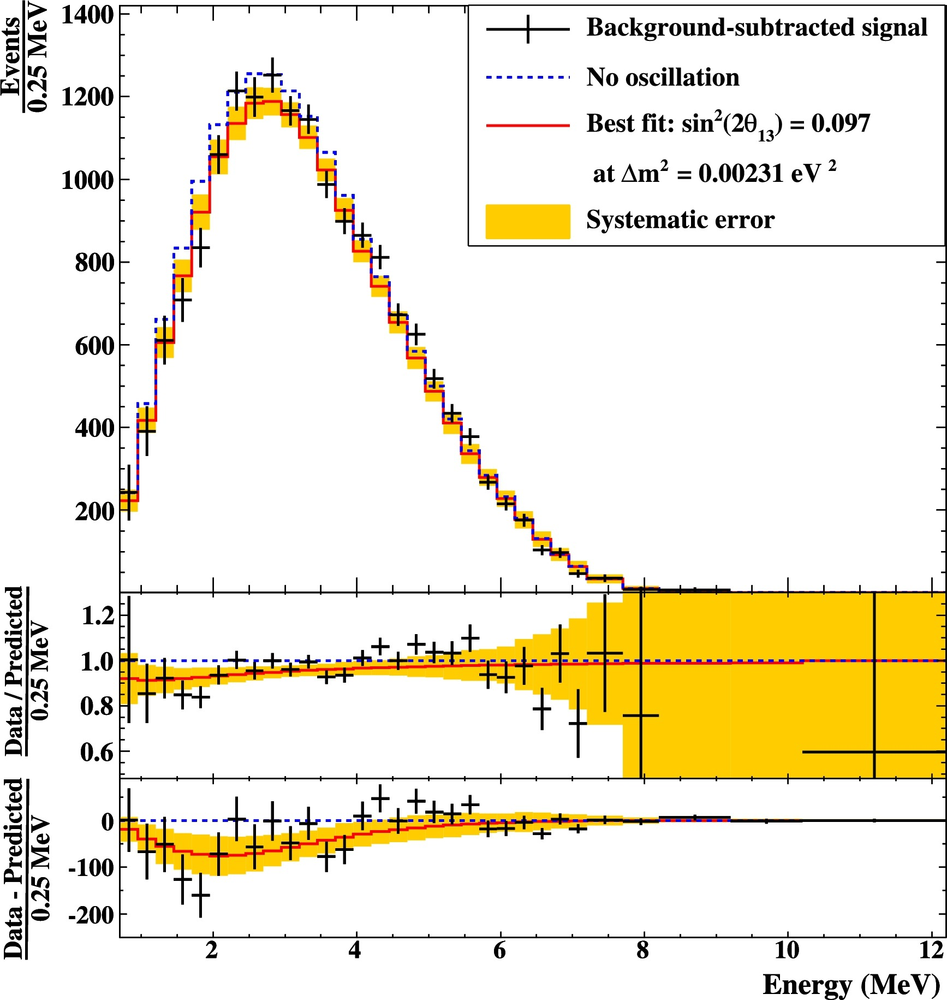 Events
0.25 MeV
1400
1200
1000
800
600
400
200
Background-subtracted signal
No oscillation
Best fit: sin²(2θ₁₃) = 0.097
at Δm² = 0.00231 eV ²
Systematic error
Data / Predicted
0.25 MeV
1.2
1.0
0.8
0.6
Data - Predicted
0.25 MeV
0
-100
-200
2 4 6 8 10 12
Energy (MeV)